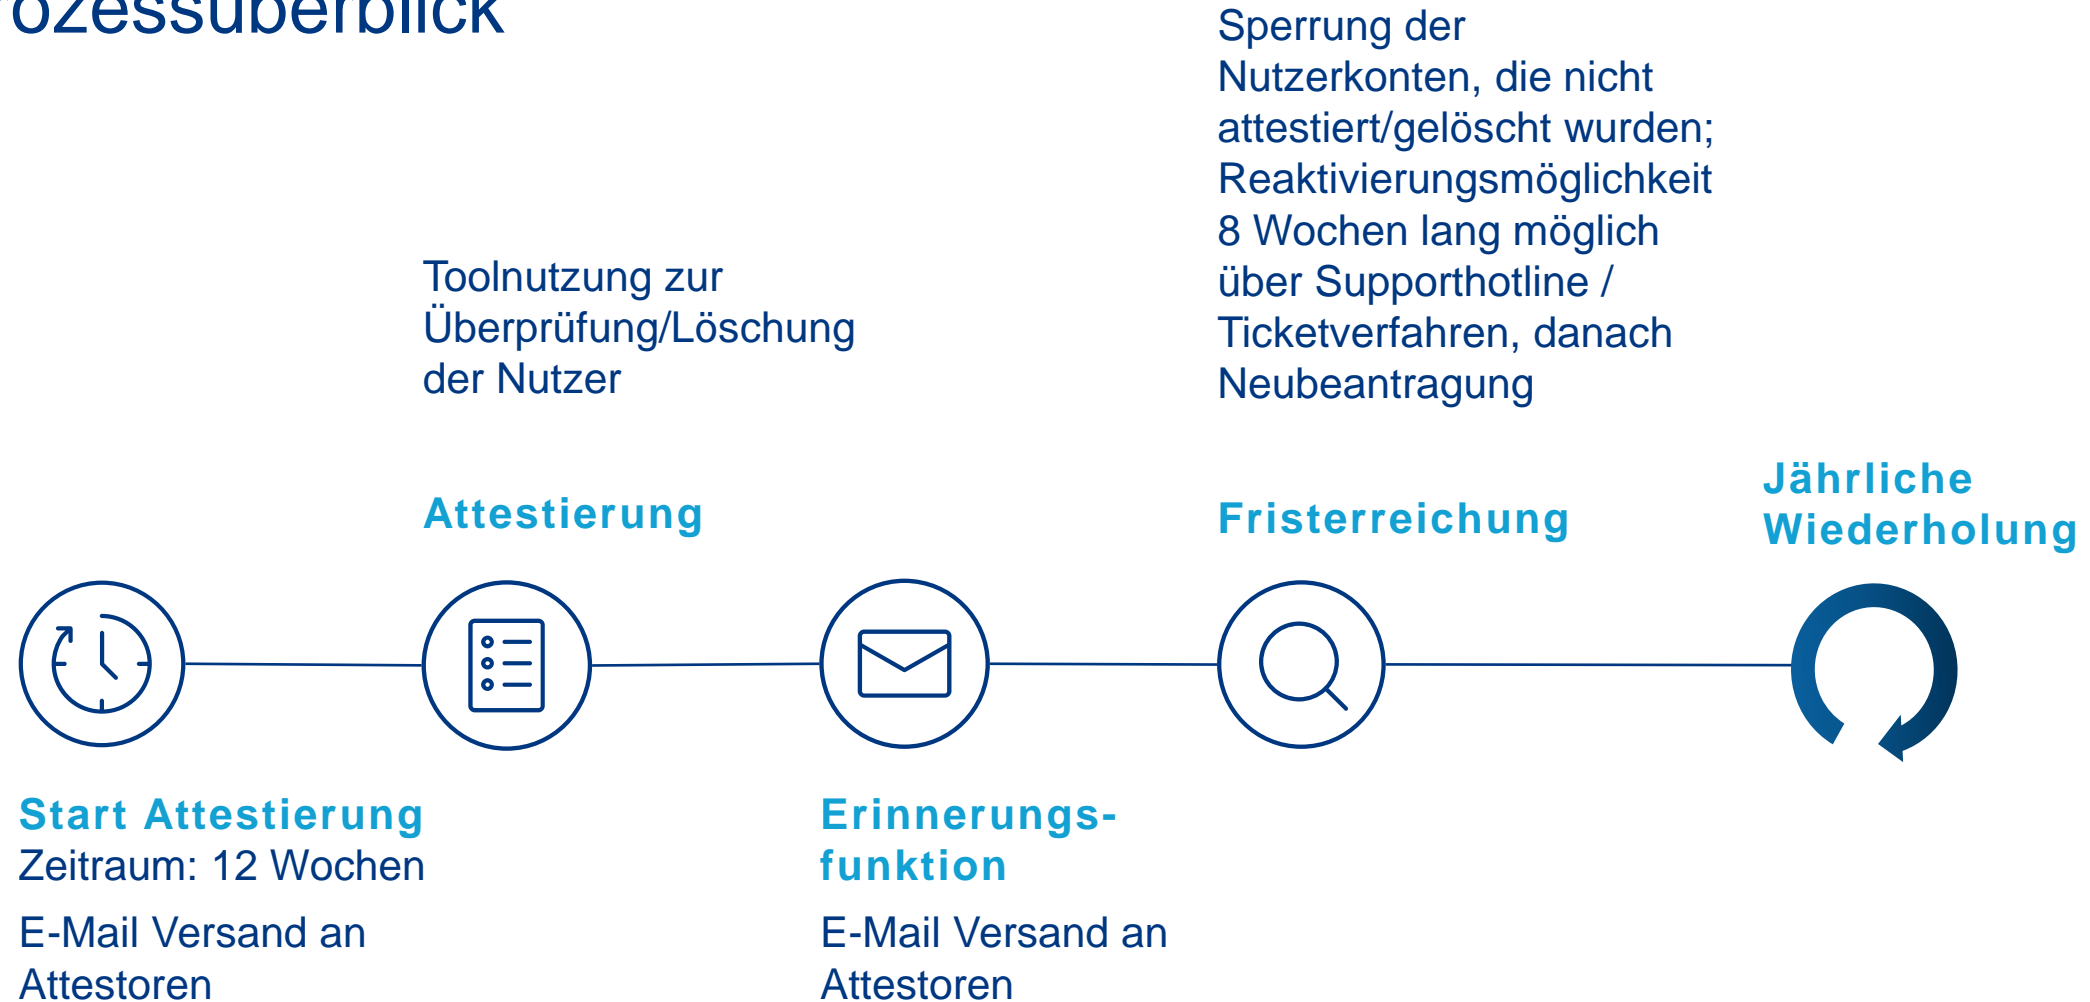 rozessüberblick
Sperrung der
Nutzerkonten, die nicht
attestiert/gelöscht wurden;
Reaktivierungsmöglichkeit
8 Wochen lang möglich
über Supporthotline /
Ticketverfahren, danach
Neubeantragung
Toolnutzung zur
Überprüfung/Löschung
der Nutzer
Attestierung
Fristerreichung
Jährliche
Wiederholung
Start Attestierung
Zeitraum: 12 Wochen
E-Mail Versand an
Attestoren
Erinnerungs-
funktion
E-Mail Versand an
Attestoren